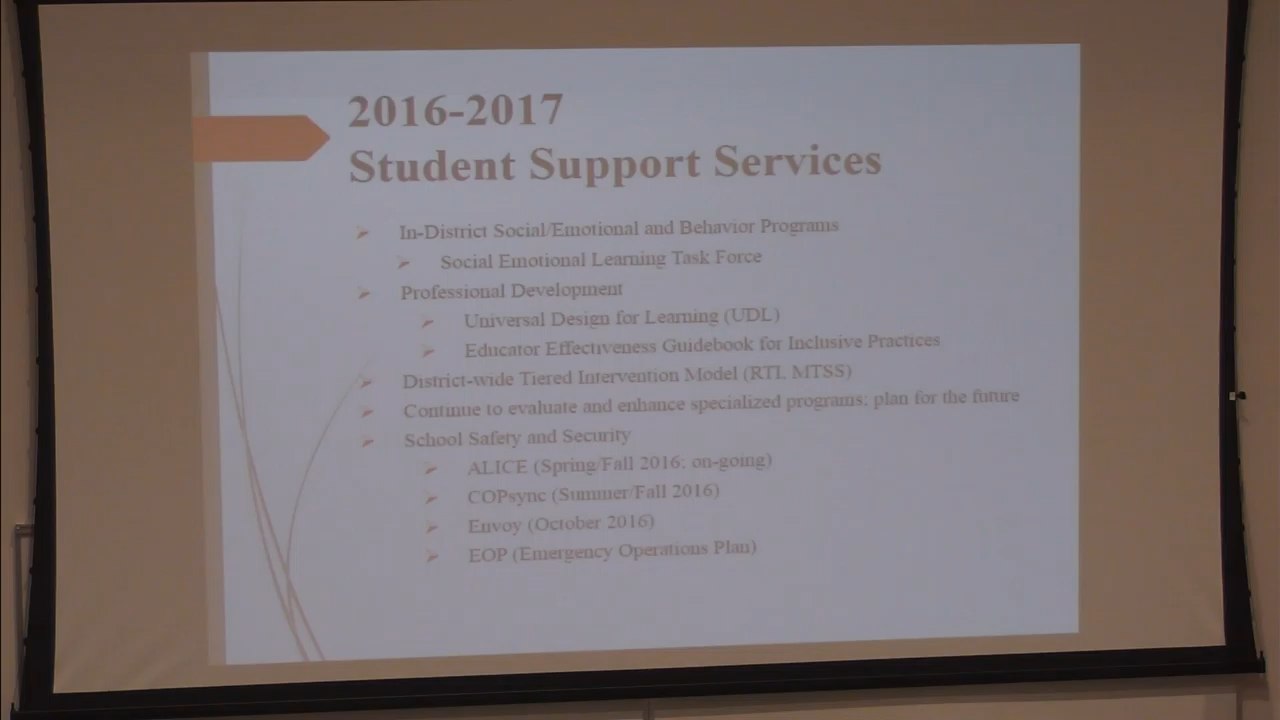 2016-2017
Student Support Services
In-District Social/Emotional and Behavior Programs
Social Emotional Learning Task Force
Professional Development
Universal Design for Learning (UDL)
Educator Effectiveness Guidebook for Inclusive Practices
District-wide Tiered Intervention Model (RTI, MTSS)
Continue to evaluate and enhance specialized programs; plan for the future
School Safety and Security
ALICE (Spring/Fall 2016; on-going)
COPsync (Summer/Fall 2016)
Envoy (October 2016)
EOP (Emergency Operations Plan)